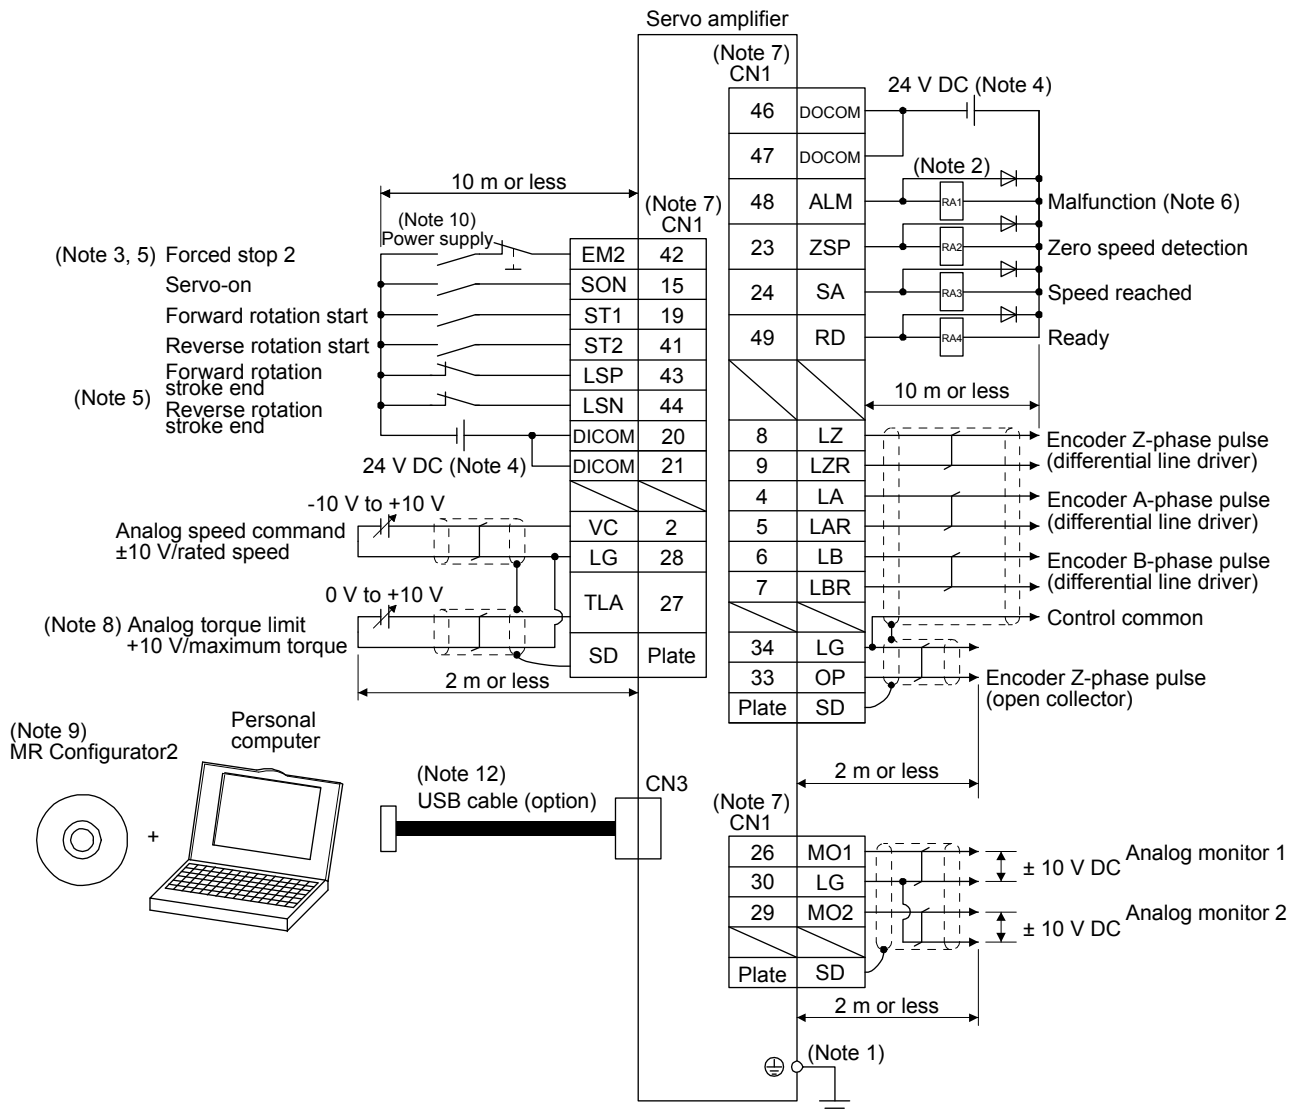 Servo amplifier
(Note 7)
CN1
24 V DC (Note 4)
46 DOCOM
47 DOCOM
(Note 2)
48 ALM RA1 Malfunction (Note 6)
23 ZSP RA2 Zero speed detection
24 SA RA3 Speed reached
49 RD RA4 Ready
10 m or less
8 LZ Encoder Z-phase pulse
9 LZR (differential line driver)
4 LA Encoder A-phase pulse
5 LAR (differential line driver)
6 LB Encoder B-phase pulse
7 LBR (differential line driver)
Control common
34 LG
33 OP Encoder Z-phase pulse
(open collector)
Plate SD
2 m or less
10 m or less
(Note 7)
CN1
(Note 10)
Power supply
(Note 3, 5) Forced stop 2 EM2 42
Servo-on SON 15
Forward rotation start ST1 19
Reverse rotation start ST2 41
Forward rotation
stroke end LSP 43
(Note 5)
Reverse rotation
stroke end LSN 44
DICOM 20
24 V DC (Note 4) DICOM 21
-10 V to +10 V
Analog speed command VC 2
±10 V/rated speed LG 28
0 V to +10 V
TLA 27
(Note 8) Analog torque limit
+10 V/maximum torque SD Plate
2 m or less
(Note 9)
MR Configurator2
+
Personal
computer
(Note 12)
USB cable (option)
CN3
(Note 7)
CN1
26 MO1 Analog monitor 1
± 10 V DC
30 LG
29 MO2 Analog monitor 2
± 10 V DC
Plate SD
2 m or less
(Note 1)